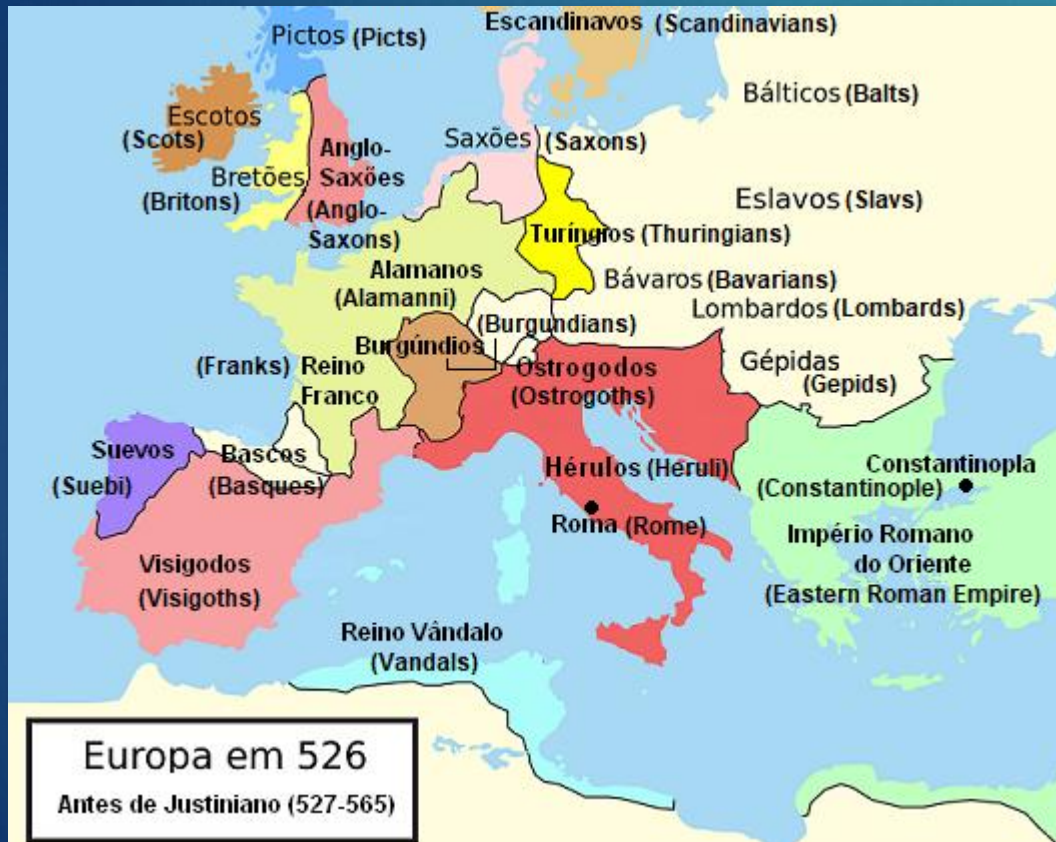 Escandinavos (Scandinavians)
Pictos (Picts)
Bálticos (Balts)
Escotos
(Scots)
Saxões (Saxons)
Anglo-
Saxões
(Anglo-
Saxons)
Bretões
(Britons)
Eslavos (Slavs)
Turíngios (Thuringians)
Alamanos
(Alamanni)
Bávaros (Bavarians)
Lombardos (Lombards)
(Burgundians)
Burgúndios
(Franks) Reino
Franco
Ostrogodos
(Ostrogoths)
Gépidas
(Gepids)
Suevos
(Suebi)
Bascos
(Basques)
Hérulos (Heruli)
Constantinopla
(Constantinople)
Roma (Rome)
Império Romano
do Oriente
(Eastern Roman Empire)
Visigodos
(Visigoths)
Reino Vândalo
(Vandals)
Europa em 526
Antes de Justiniano (527-565)